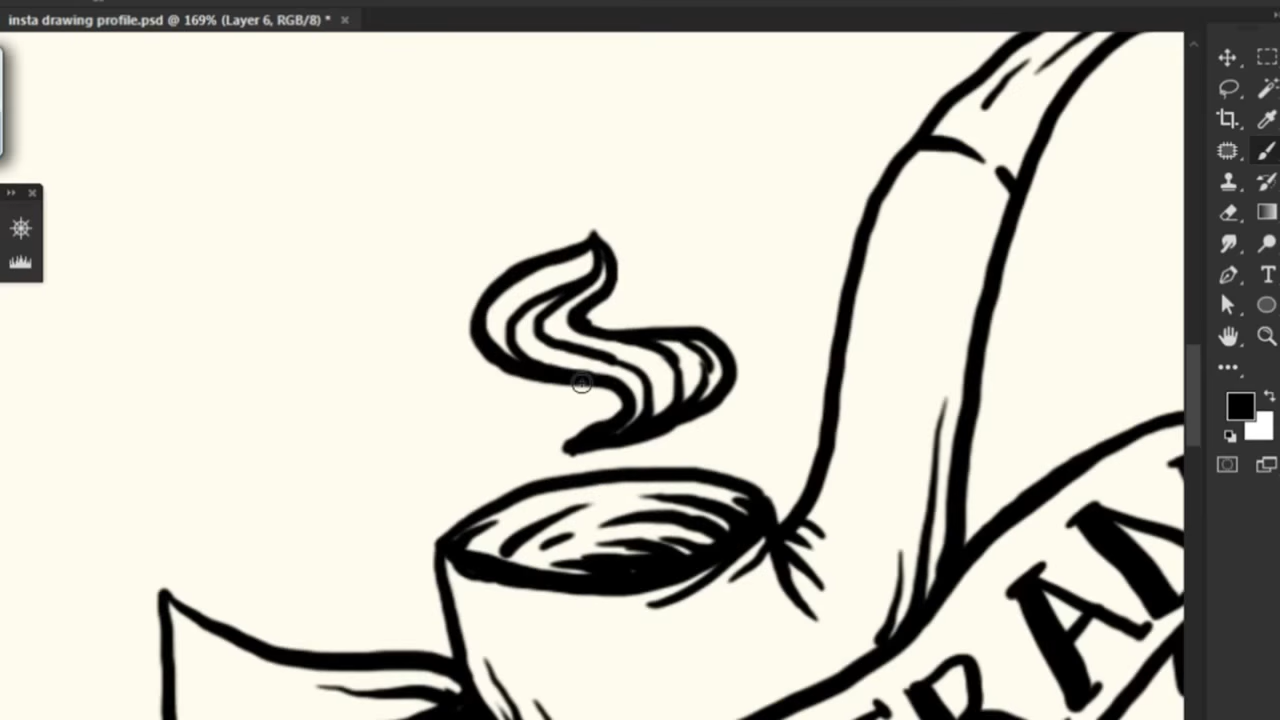 insta drawing profile.psd @ 169% (Layer 6, RGB/8) *
RAN